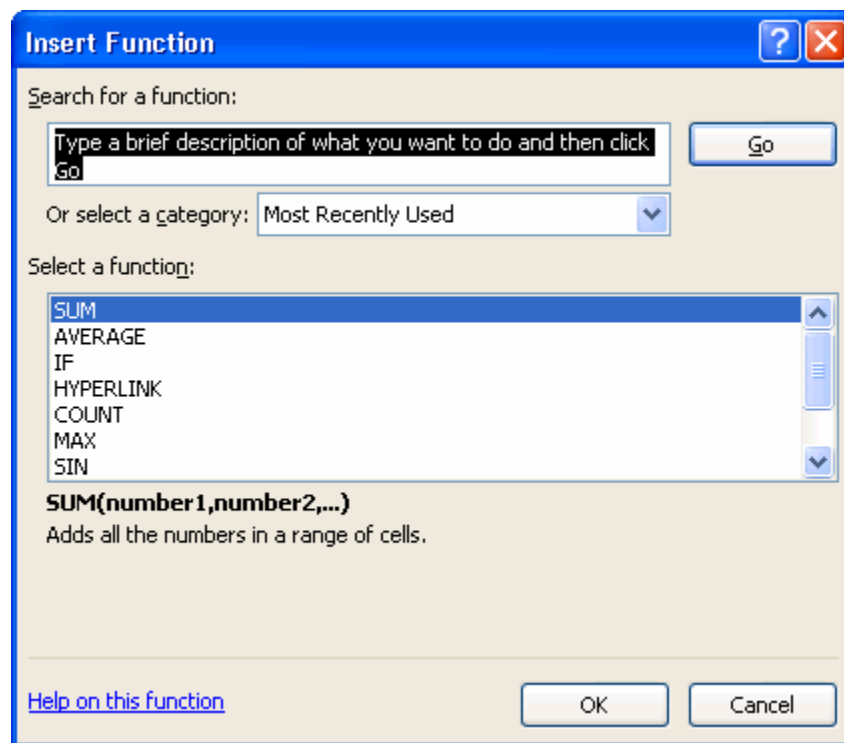 Insert Function
?
Search for a function:
Type a brief description of what you want to do and then click
Go
Go
Or select a category: Most Recently Used
Select a function:
SUM
AVERAGE
IF
HYPERLINK
COUNT
MAX
SIN
SUM(number1,number2,...)
Adds all the numbers in a range of cells.
Help on this function
OK
Cancel